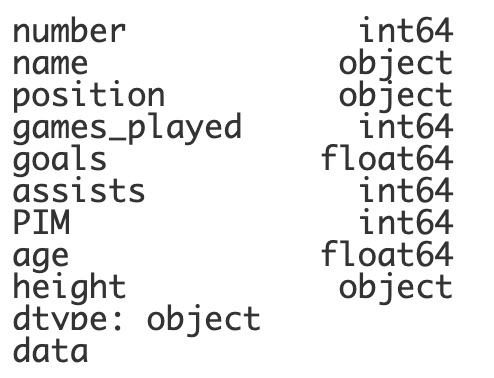 number int64
name object
position object
games_played int64
goals float64
assists int64
PIM int64
age float64
height object
dtype: object
data